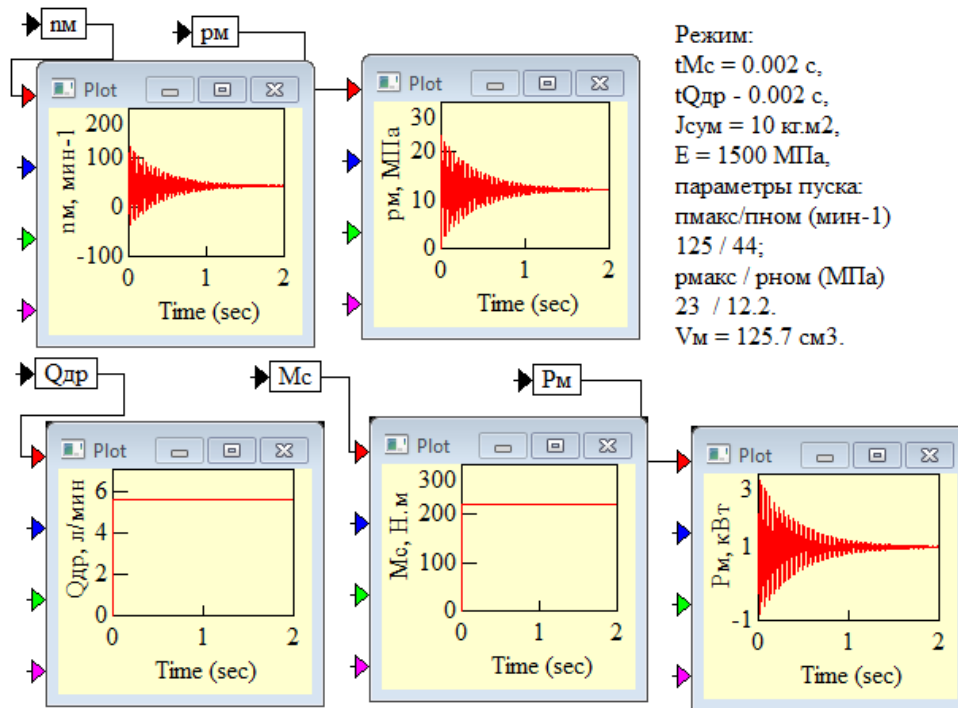 nм
pм
Plot
nм, мин-1
200
100
0
-100
0 1 2
Time (sec)
Plot
pм, МПа
30
20
10
0
0 1 2
Time (sec)
Режим:
tMc = 0.002 с,
tQдр - 0.002 с,
Jсум = 10 кг.м2,
E = 1500 МПа,
параметры пуска:
nмакс/nном (мин-1)
125 / 44;
pмакс / pном (МПа)
23 / 12.2.
Vм = 125.7 см3.
Qдр
Mc
Pм
Plot
Qдр, л/мин
6
4
2
0
0 1 2
Time (sec)
Plot
Mc, Н.м
300
200
100
0
0 1 2
Time (sec)
Plot
Pм, кВт
3
1
-1
0 1 2
Time (sec)